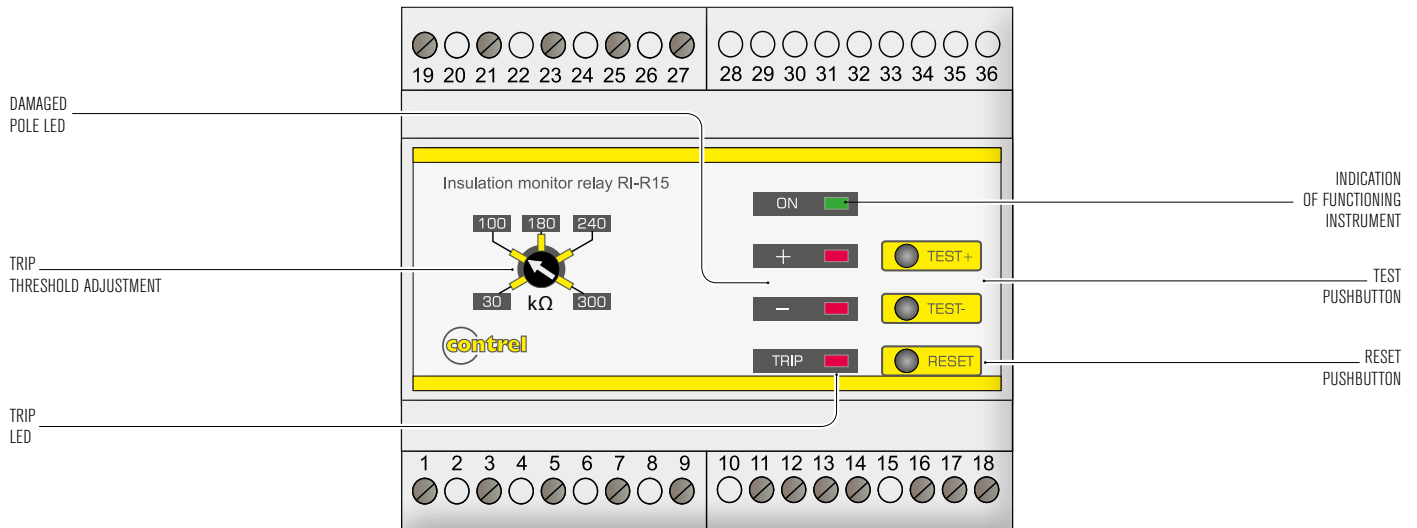 19 20 21 22 23 24 25 26 27 28 29 30 31 32 33 34 35 36
DAMAGED
POLE LED
Insulation monitor relay RI-R15
100 180 240
30 kΩ 300
contrel
ON
+
−
TRIP
TEST+
TEST-
RESET
TRIP
THRESHOLD ADJUSTMENT
TRIP
LED
INDICATION
OF FUNCTIONING
INSTRUMENT
TEST
PUSHBUTTON
RESET
PUSHBUTTON
1 2 3 4 5 6 7 8 9 10 11 12 13 14 15 16 17 18